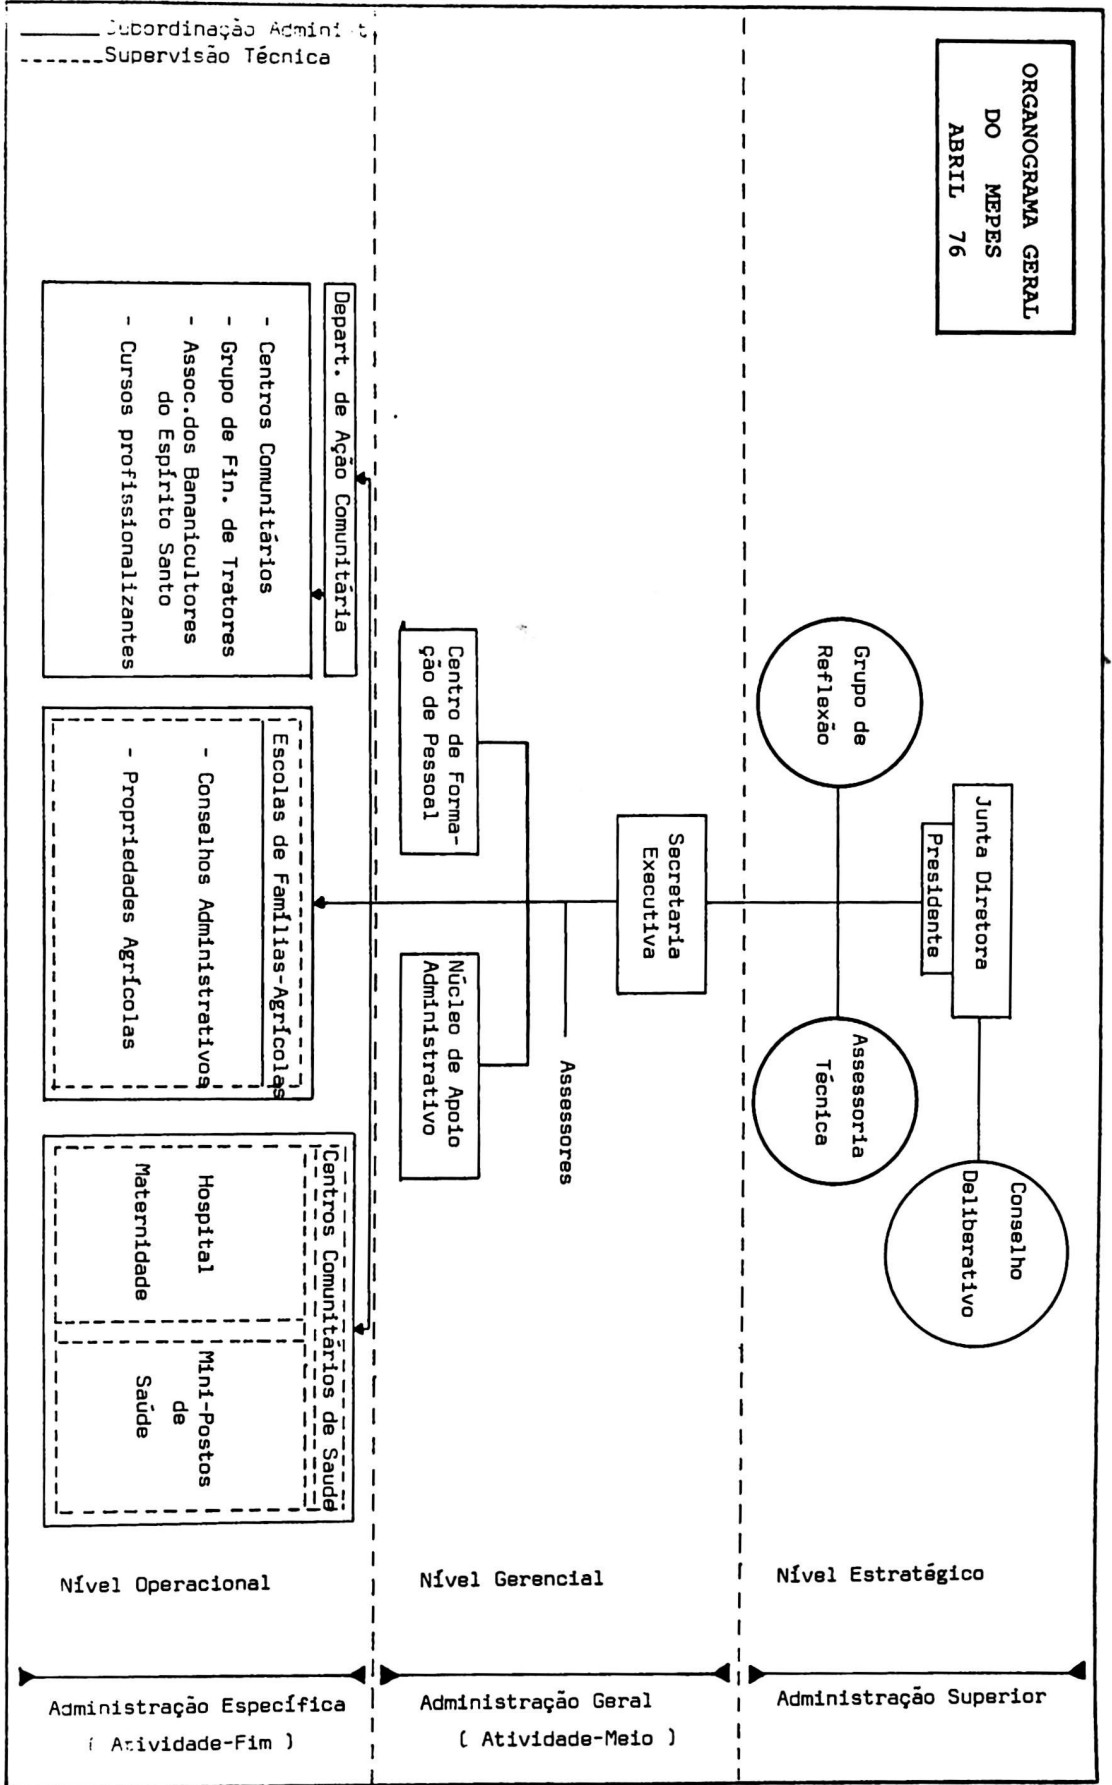 ORGANOGRAMA GERAL
DO MEPES
ABRIL 76
Junta Diretora
Presidente
Conselho
Deliberativo
Grupo de
Reflexão
Assessoria
Técnica
Nível Estratégico
Administração Superior
Secretaria
Executiva
Assessores
Centro de Forma-
ção de Pessoal
Núcleo de Apoio
Administrativo
Nível Gerencial
Administração Geral
( Atividade-Meio )
Depart. de Ação Comunitária
- Centros Comunitários
- Grupo de Fin. de Tratores
- Assoc.dos Bananicultores
do Espírito Santo
- Cursos profissionalizantes
Escolas de Famílias-Agrícolas
- Conselhos Administrativos
- Propriedades Agrícolas
Centros Comunitários de Saude
Hospital
Maternidade
Mini-Postos
de
Saúde
Nível Operacional
Administração Específica
( Atividade-Fim )
Subordinação Administ.
Supervisão Técnica